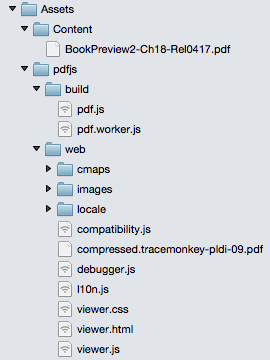 Assets
Content
BookPreview2-Ch18-Rel0417.pdf
pdfjs
build
pdf.js
pdf.worker.js
web
cmaps
images
locale
compatibility.js
compressed.tracemonkey-pldi-09.pdf
debugger.js
l10n.js
viewer.css
viewer.html
viewer.js